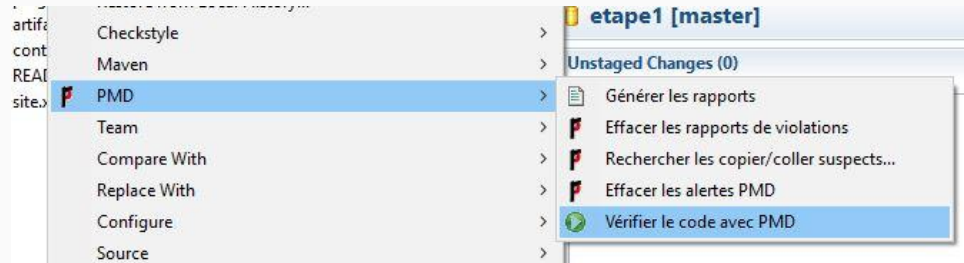 artifa
Checkstyle
cont
Maven
READ
PMD
site.x
Team
Compare With
Replace With
Configure
Source
etape1 [master]
Unstaged Changes (0)
Générer les rapports
Effacer les rapports de violations
Rechercher les copier/coller suspects...
Effacer les alertes PMD
Vérifier le code avec PMD